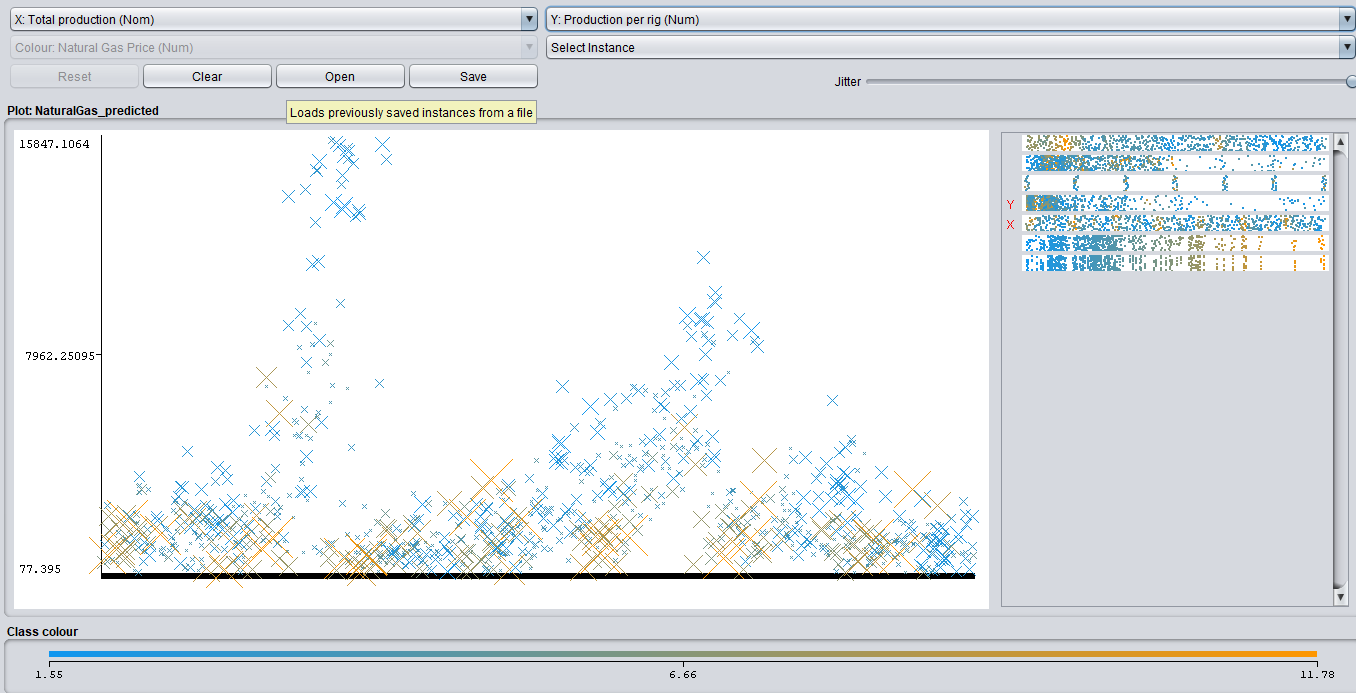 X: Total production (Nom)
Y: Production per rig (Num)
Colour: Natural Gas Price (Num)
Select Instance
Reset
Clear
Open
Save
Jitter
Plot: NaturalGas_predicted
Loads previously saved instances from a file
15847.1064
7962.25095
77.395
Y
X
Class colour
1.55
6.66
11.78